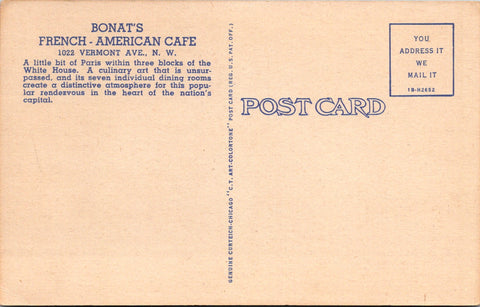 BONAT'S
FRENCH - AMERICAN CAFE
1022 VERMONT AVE., N. W.
A little bit of Paris within three blocks of the
White House. A culinary art that is unsur-
passed, and its seven individual dining rooms
create a distinctive atmosphere for this popu-
lar rendezvous in the heart of the nation's
capital.
GENUINE CURTEICH-CHICAGO "C.T. ART-COLORTONE" POST CARD (REG. U.S. PAT. OFF.)
POST CARD
YOU
ADDRESS IT
WE
MAIL IT
1B-H2652